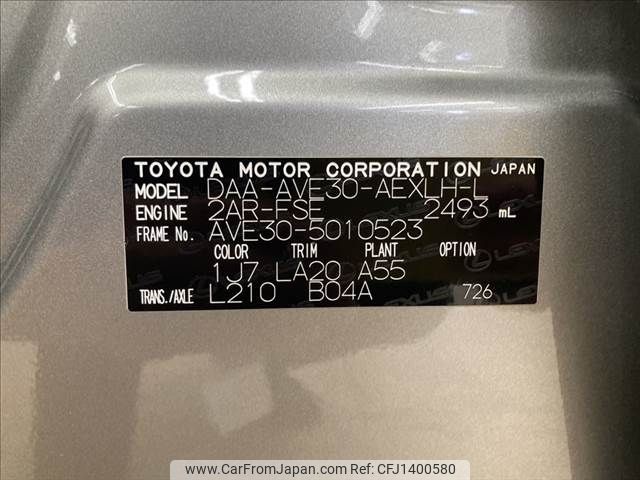 TOYOTA MOTOR CORPORATION JAPAN
MODEL DAA-AVE30-AEXLH-L
ENGINE 2AR-FSE 2493 mL
FRAME No. AVE30-5010523
COLOR TRIM PLANT OPTION
1J7 LA20 A55
TRANS./AXLE L210 B04A 726
LEXUS
www.CarFromJapan.com CFJ1400580